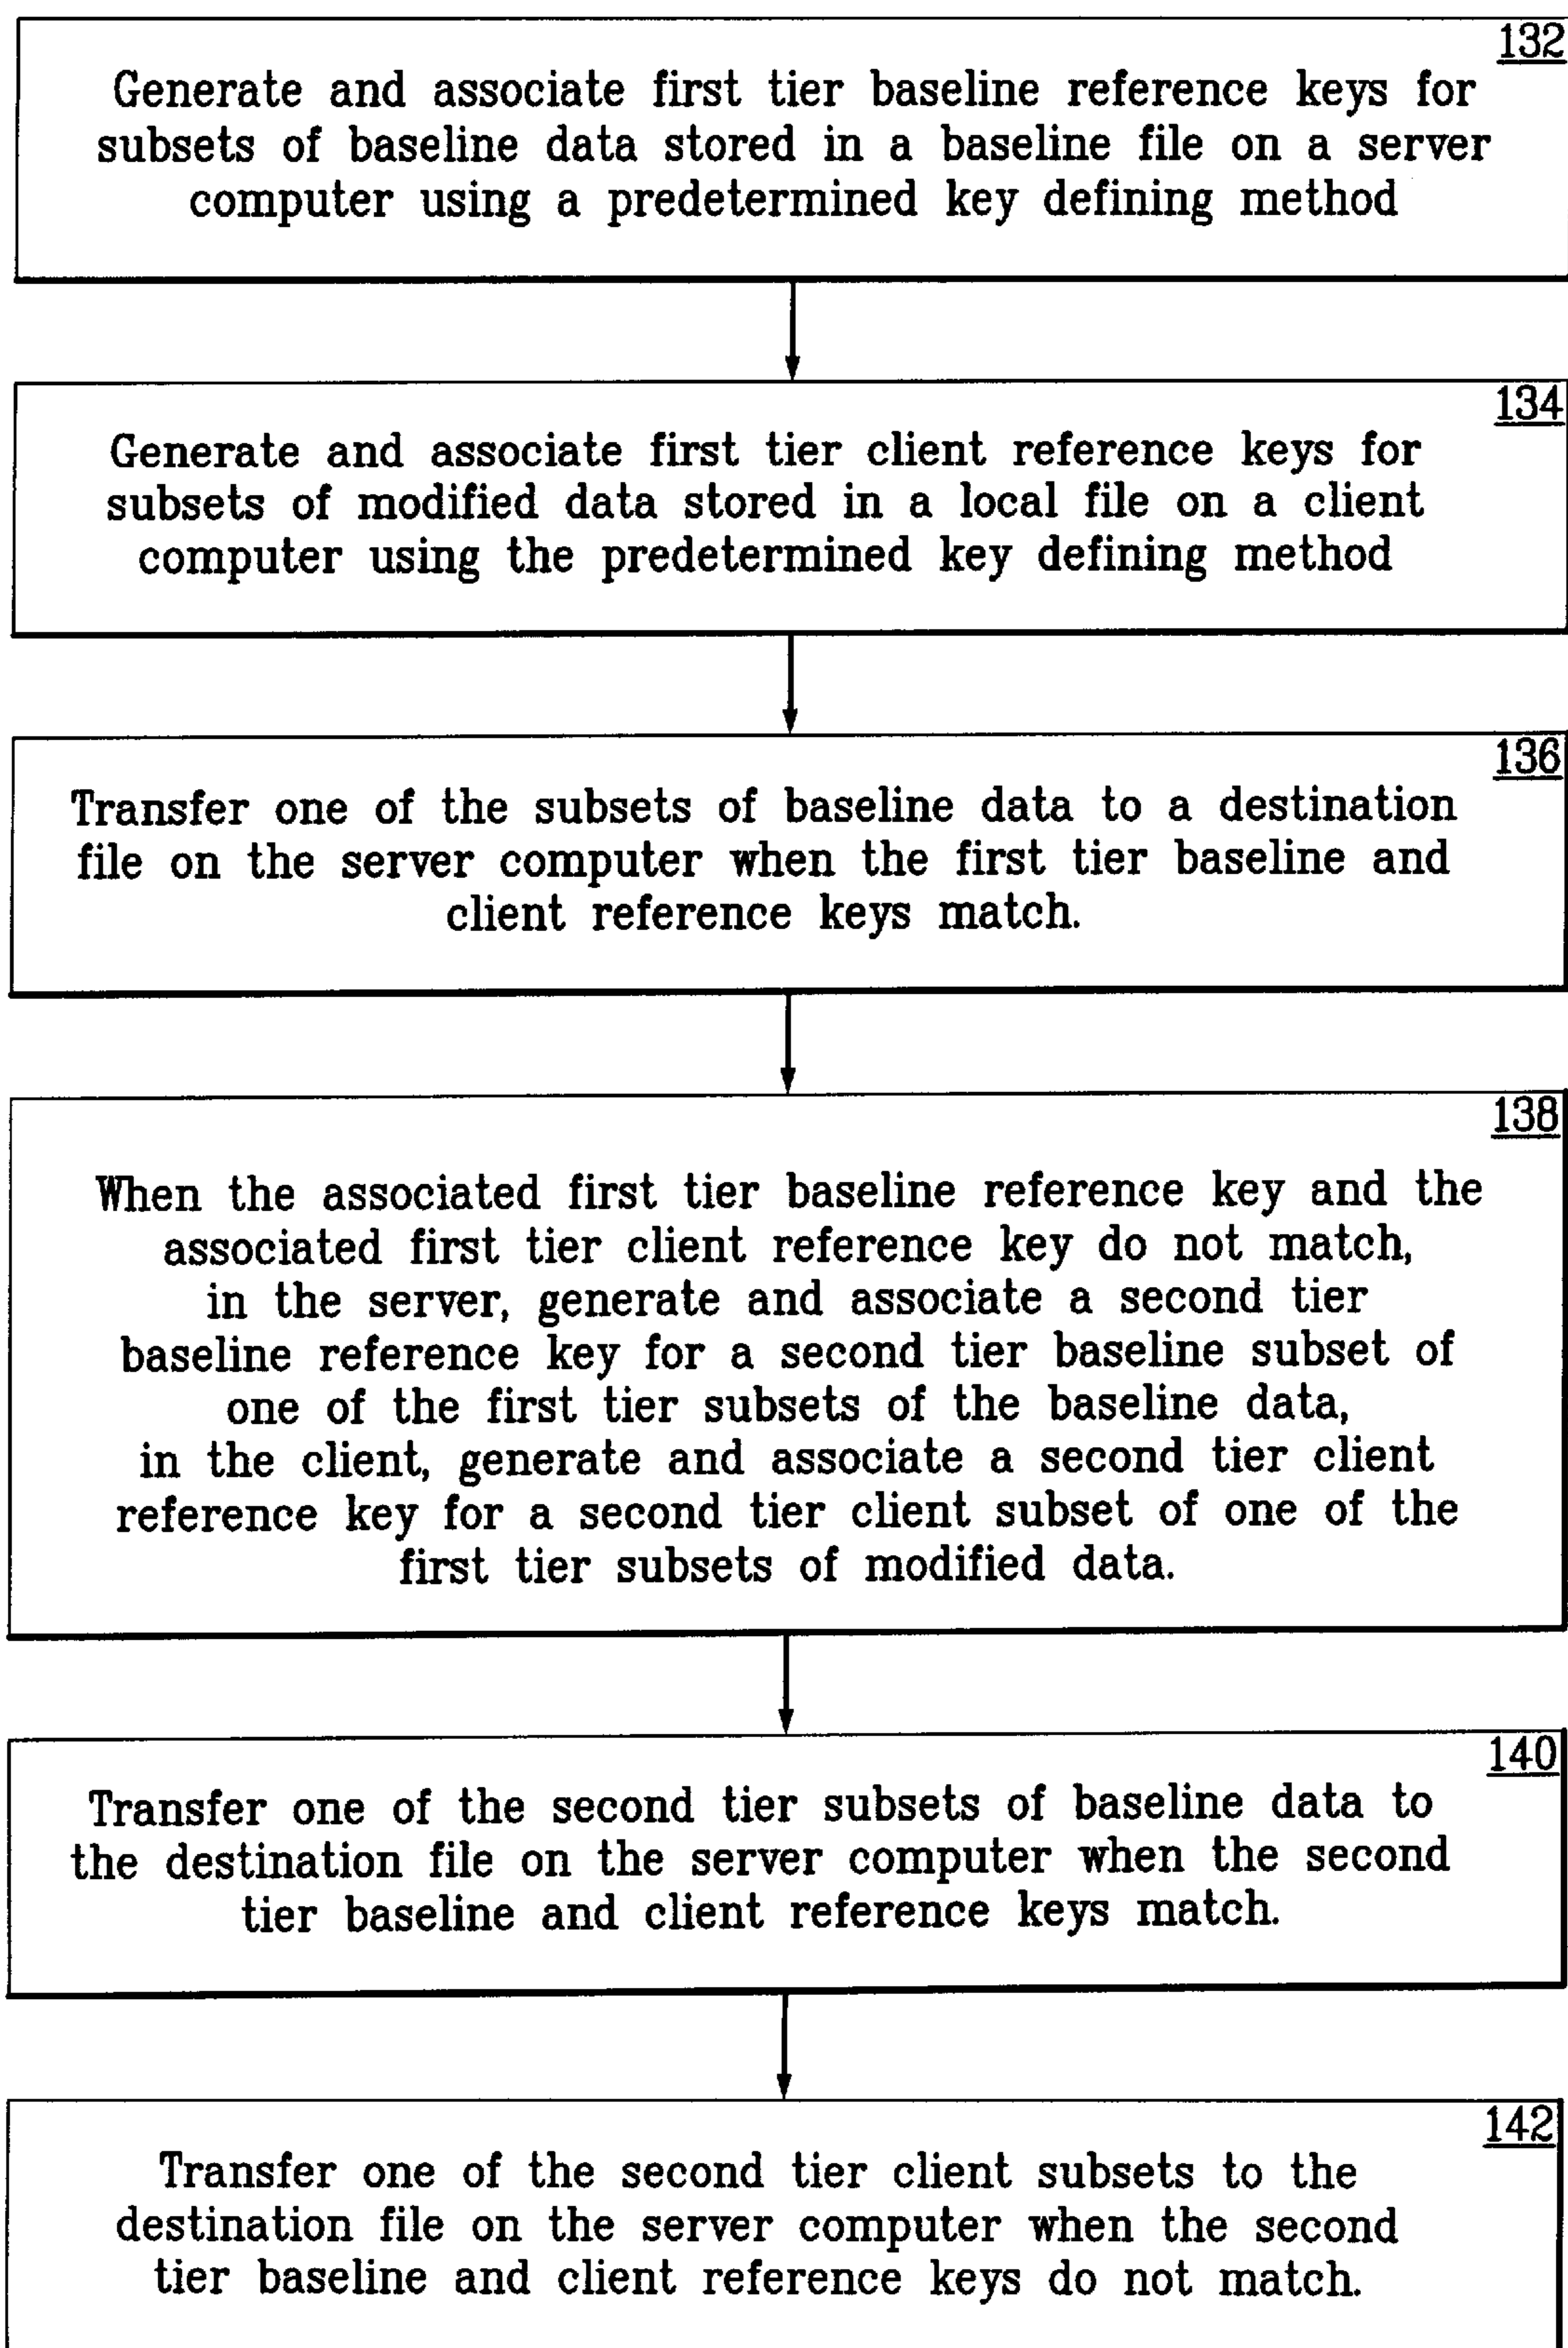 132
Generate and associate first tier baseline reference keys for
subsets of baseline data stored in a baseline file on a server
computer using a predetermined key defining method
134
Generate and associate first tier client reference keys for
subsets of modified data stored in a local file on a client
computer using the predetermined key defining method
136
Transfer one of the subsets of baseline data to a destination
file on the server computer when the first tier baseline and
client reference keys match.
138
When the associated first tier baseline reference key and the
associated first tier client reference key do not match,
in the server, generate and associate a second tier
baseline reference key for a second tier baseline subset of
one of the first tier subsets of the baseline data,
in the client, generate and associate a second tier client
reference key for a second tier client subset of one of the
first tier subsets of modified data.
140
Transfer one of the second tier subsets of baseline data to
the destination file on the server computer when the second
tier baseline and client reference keys match.
142
Transfer one of the second tier client subsets to the
destination file on the server computer when the second
tier baseline and client reference keys do not match.